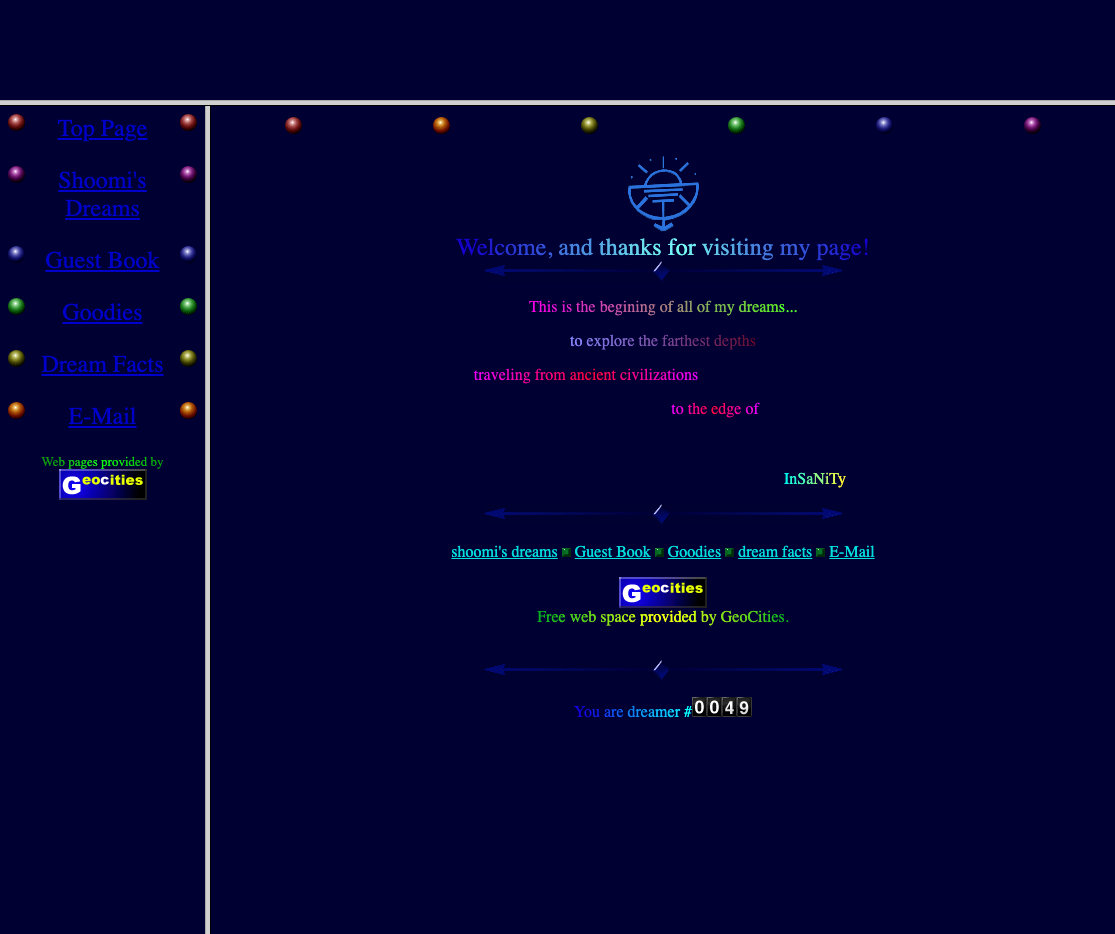 Top Page
Shoomi's
Dreams
Guest Book
Goodies
Dream Facts
E-Mail
Web pages provided by
Geocities
Welcome, and thanks for visiting my page!
This is the begining of all of my dreams...
to explore the farthest depths
traveling from ancient civilizations
to the edge of
InSaNiTy
shoomi's dreams Guest Book Goodies dream facts E-Mail
Geocities
Free web space provided by GeoCities.
You are dreamer #0049